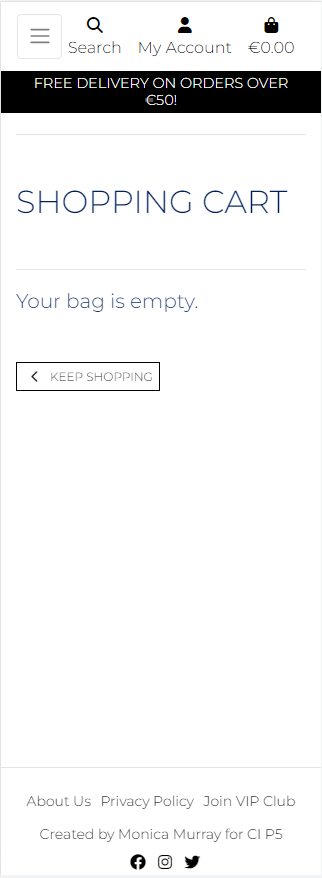 Search My Account €0.00
FREE DELIVERY ON ORDERS OVER
€50!
SHOPPING CART
Your bag is empty.
KEEP SHOPPING
About Us Privacy Policy Join VIP Club
Created by Monica Murray for CI P5